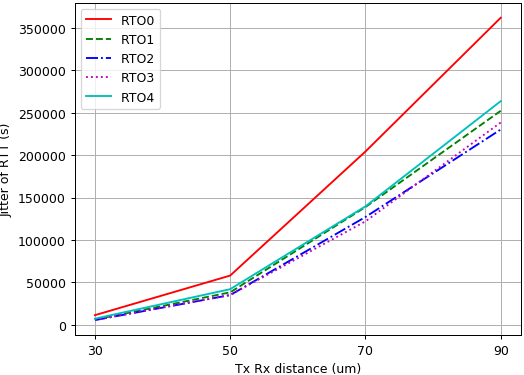 RTO0
RTO1
RTO2
RTO3
RTO4
350000
300000
250000
200000
150000
100000
50000
0
Jitter of RTT (s)
30 50 70 90
Tx Rx distance (um)